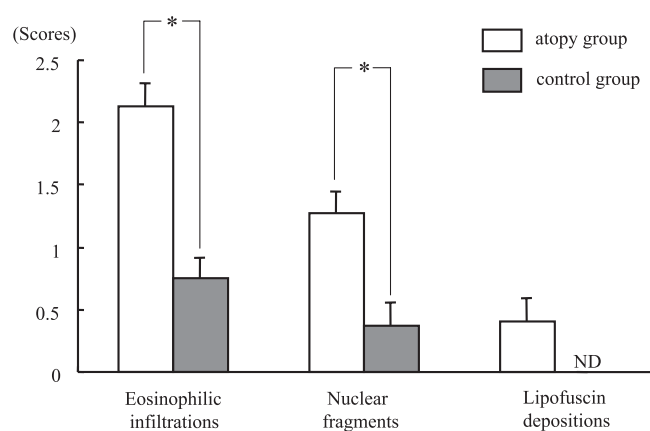 (Scores)
*
*
atopy group
control group
2.5
2
1.5
1
0.5
0
ND
Eosinophilic
infiltrations
Nuclear
fragments
Lipofuscin
depositions